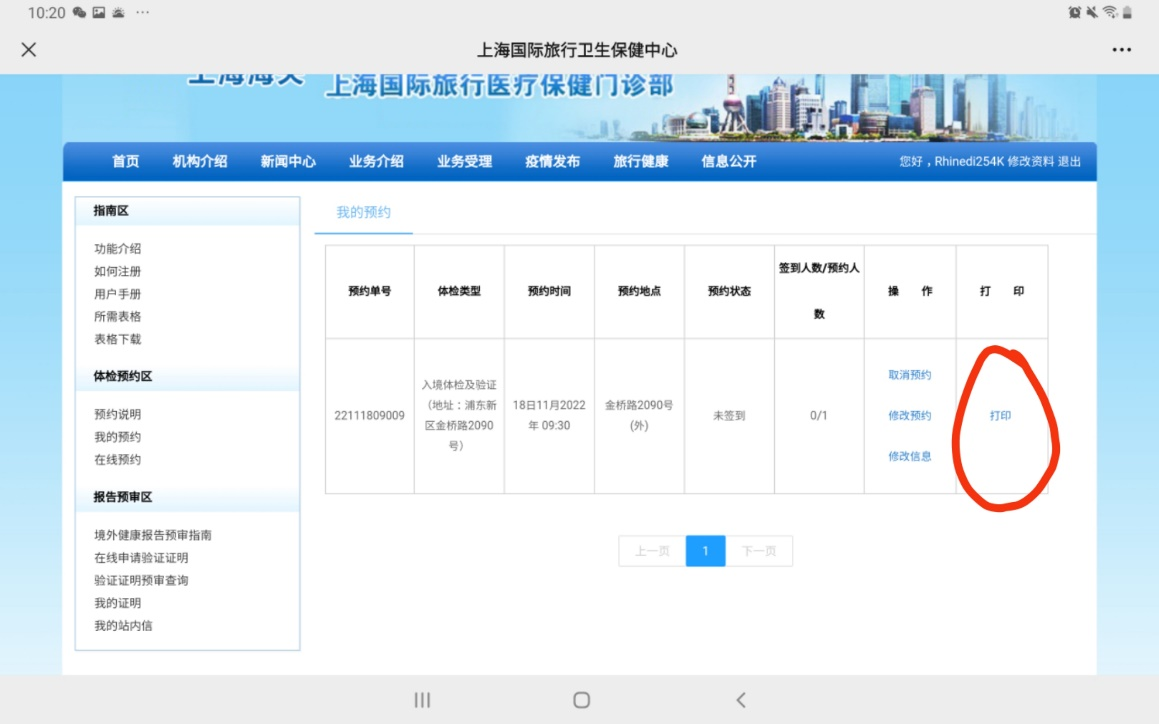 10:20
上海国际旅行卫生保健中心
上海海关
上海国际旅行医疗保健门诊部
首页 机构介绍 新闻中心 业务介绍 业务受理 疫情发布 旅行健康 信息公开 您好，Rhinedi254K 修改资料 退出
指南区
功能介绍
如何注册
用户手册
所需表格
表格下载
体检预约区
预约说明
我的预约
在线预约
报告预审区
境外健康报告预审指南
在线申请验证证明
验证证明预审查询
我的证明
我的站内信
我的预约
预约单号
体检类型
预约时间
预约地点
预约状态
签到人数/预约人
数
操 作
打 印
22111809009
入境体检及验证
（地址：浦东新
区金桥路2090
号）
18日11月2022
年 09:30
金桥路2090号
(外)
未签到
0/1
取消预约
修改预约
修改信息
打印
上一页 1 下一页